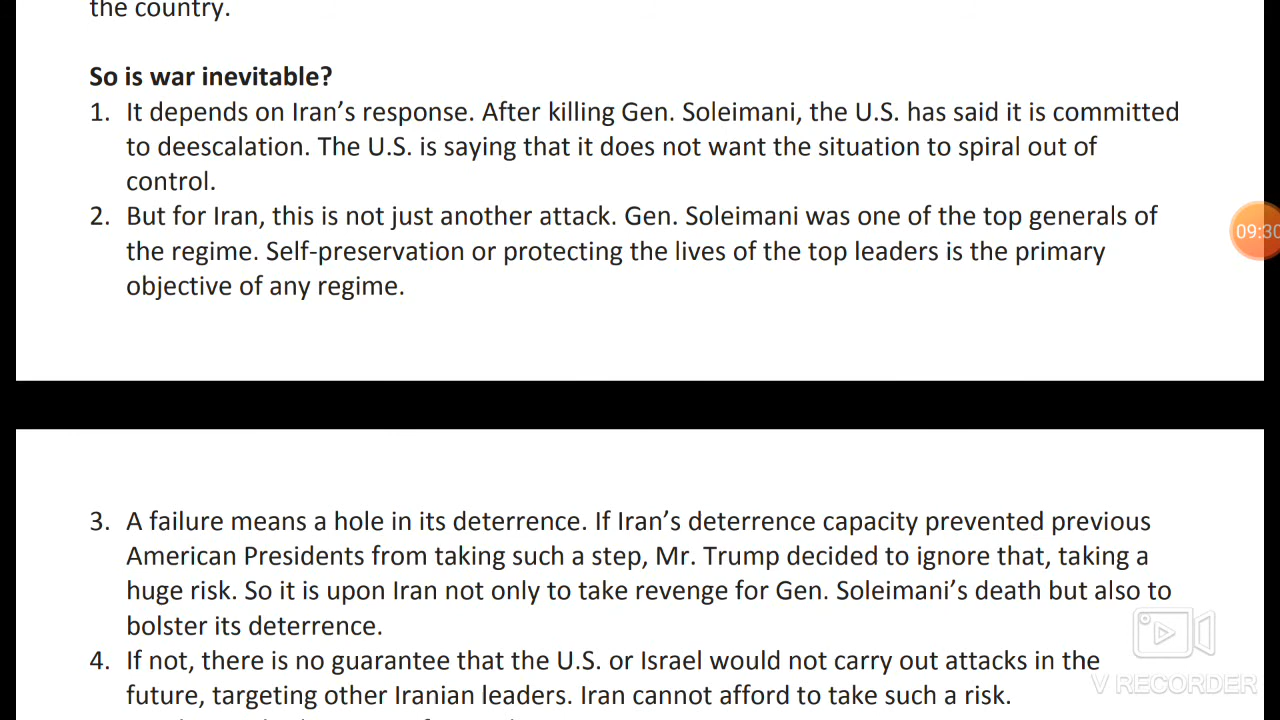 the country.
So is war inevitable?
1. It depends on Iran’s response. After killing Gen. Soleimani, the U.S. has said it is committed
to deescalation. The U.S. is saying that it does not want the situation to spiral out of
control.
2. But for Iran, this is not just another attack. Gen. Soleimani was one of the top generals of
the regime. Self-preservation or protecting the lives of the top leaders is the primary
objective of any regime.
09:30
3. A failure means a hole in its deterrence. If Iran’s deterrence capacity prevented previous
American Presidents from taking such a step, Mr. Trump decided to ignore that, taking a
huge risk. So it is upon Iran not only to take revenge for Gen. Soleimani’s death but also to
bolster its deterrence.
4. If not, there is no guarantee that the U.S. or Israel would not carry out attacks in the
future, targeting other Iranian leaders. Iran cannot afford to take such a risk.
V RECORDER